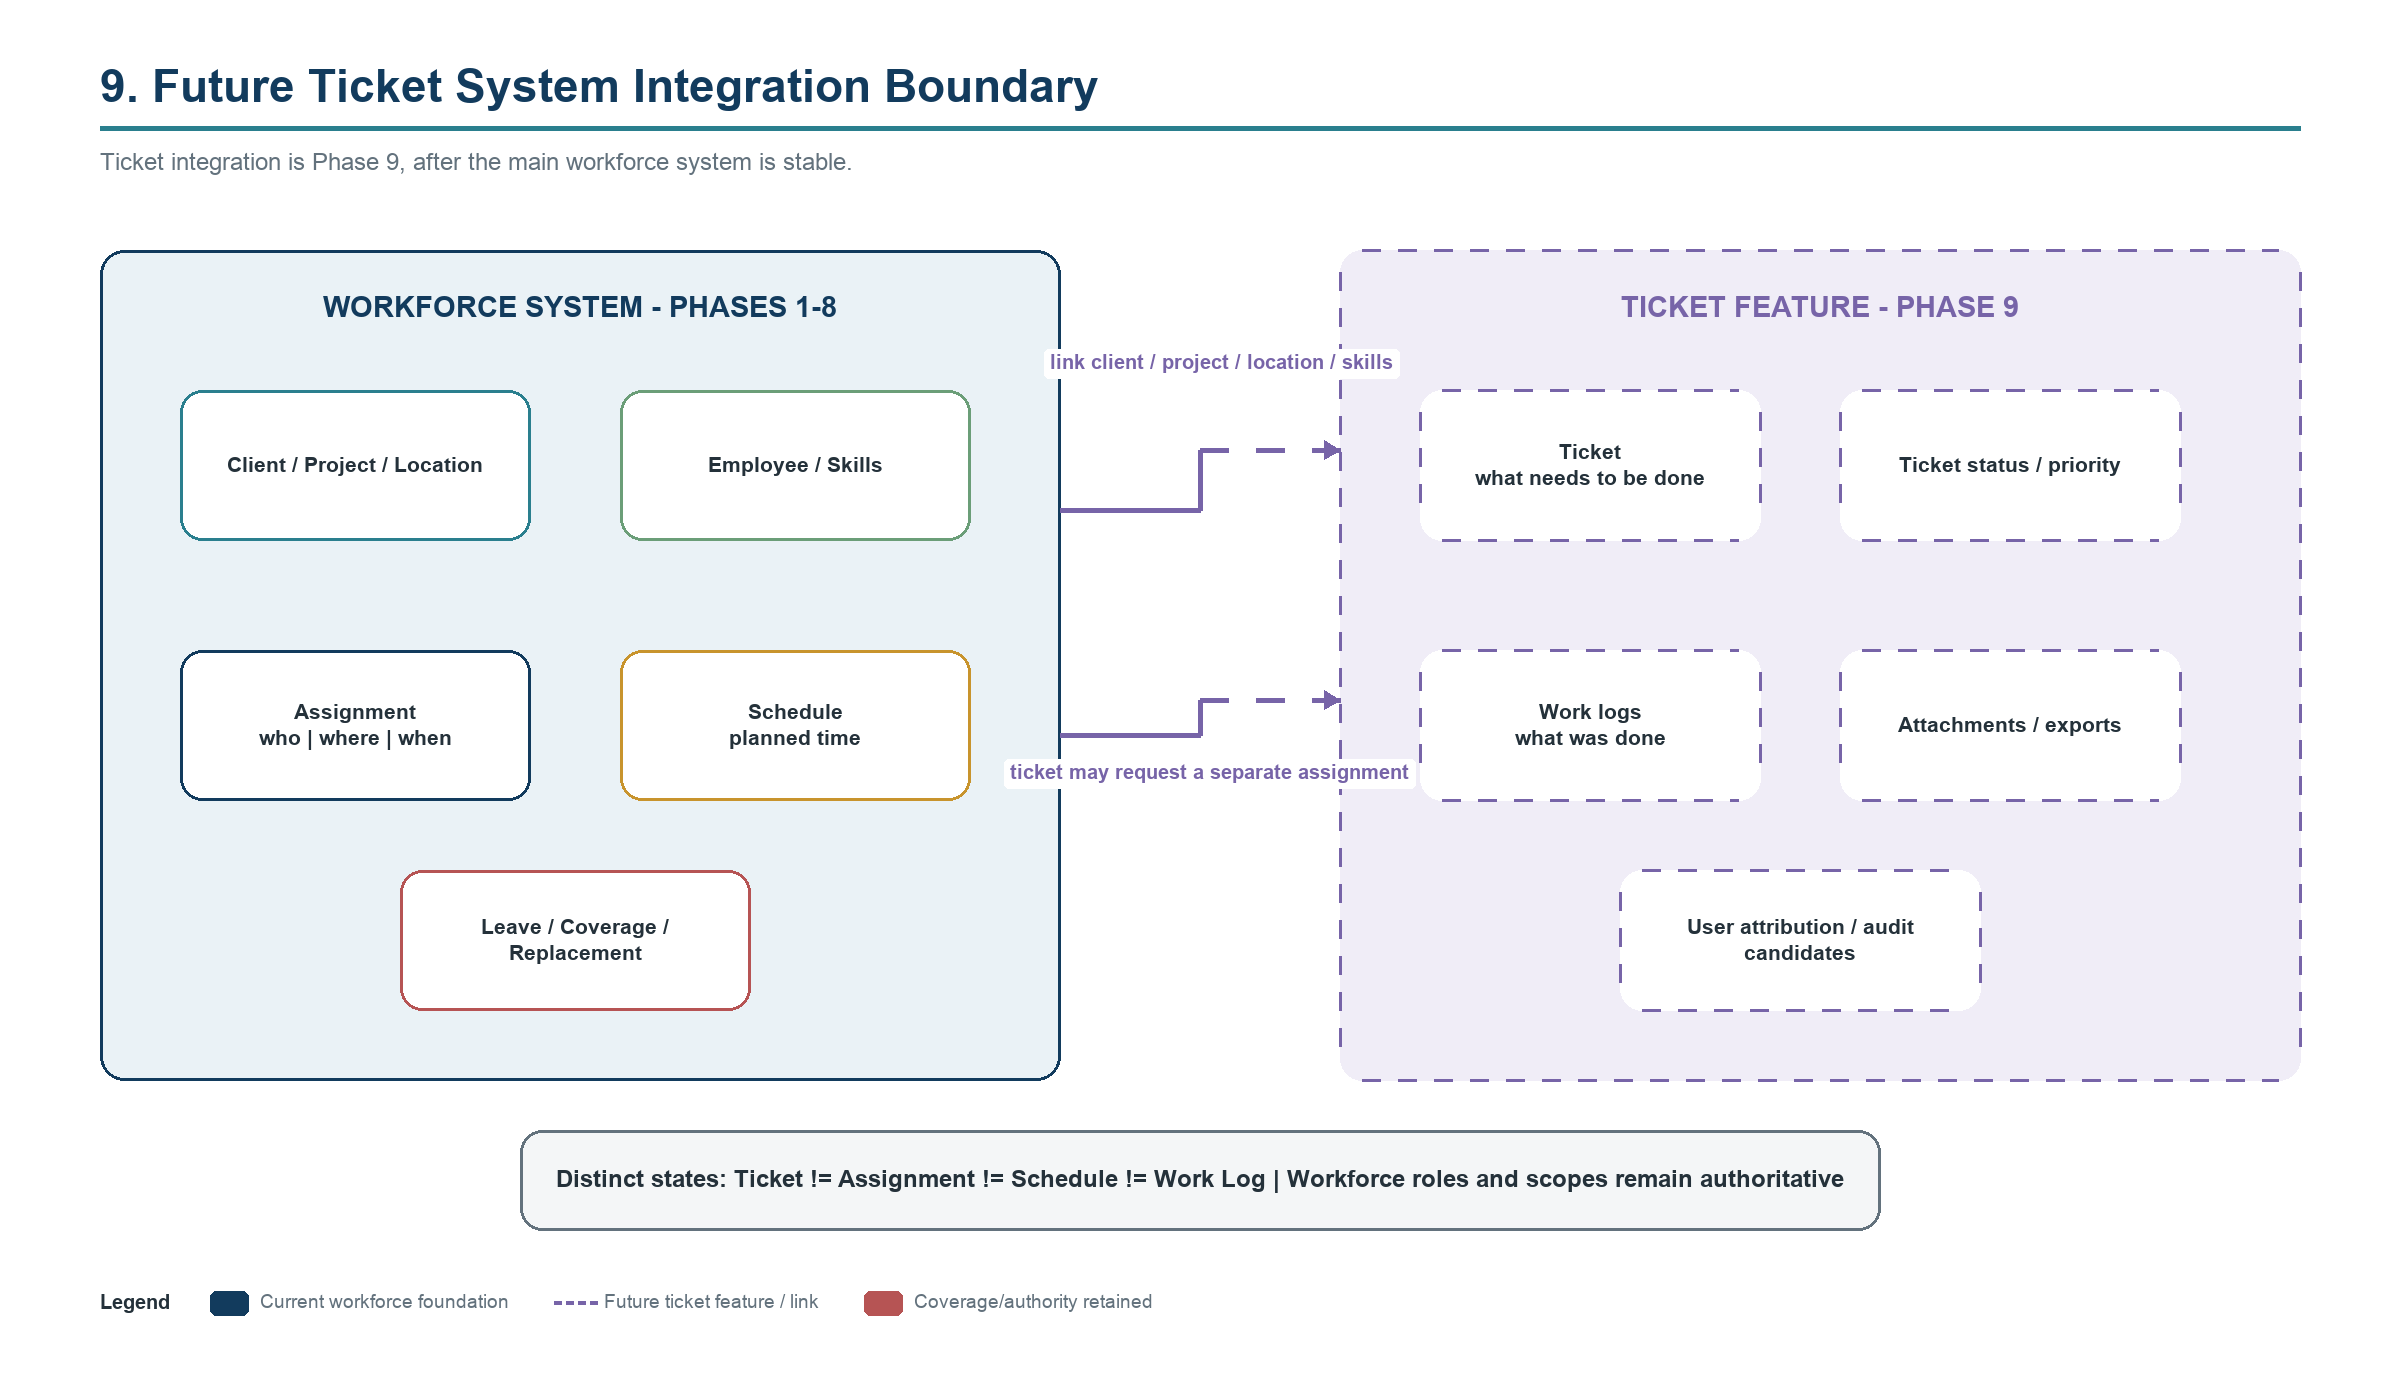 9. Future Ticket System Integration Boundary
Ticket integration is Phase 9, after the main workforce system is stable.
WORKFORCE SYSTEM - PHASES 1-8
Client / Project / Location
Employee / Skills
Assignment
who | where | when
Schedule
planned time
Leave / Coverage /
Replacement
link client / project / location / skills
ticket may request a separate assignment
TICKET FEATURE - PHASE 9
Ticket
what needs to be done
Ticket status / priority
Work logs
what was done
Attachments / exports
User attribution / audit
candidates
Distinct states: Ticket != Assignment != Schedule != Work Log | Workforce roles and scopes remain authoritative
Legend
Current workforce foundation
Future ticket feature / link
Coverage/authority retained